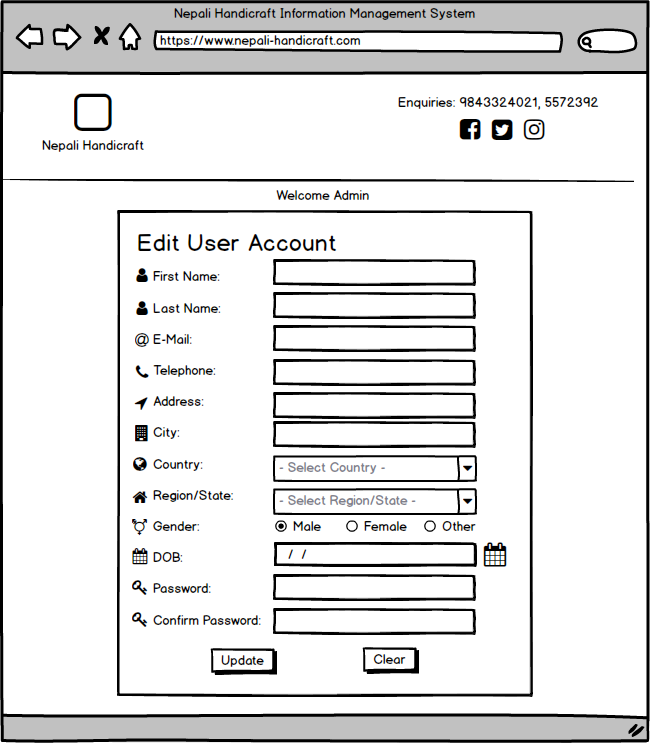 Nepali Handicraft Information Management System
https://www.nepali-handicraft.com
Enquiries: 9843324021, 5572392
Nepali Handicraft
Welcome Admin
Edit User Account
First Name:
Last Name:
@ E-Mail:
Telephone:
Address:
City:
Country: - Select Country -
Region/State: - Select Region/State -
Gender: Male Female Other
DOB: / /
Password:
Confirm Password:
Update Clear